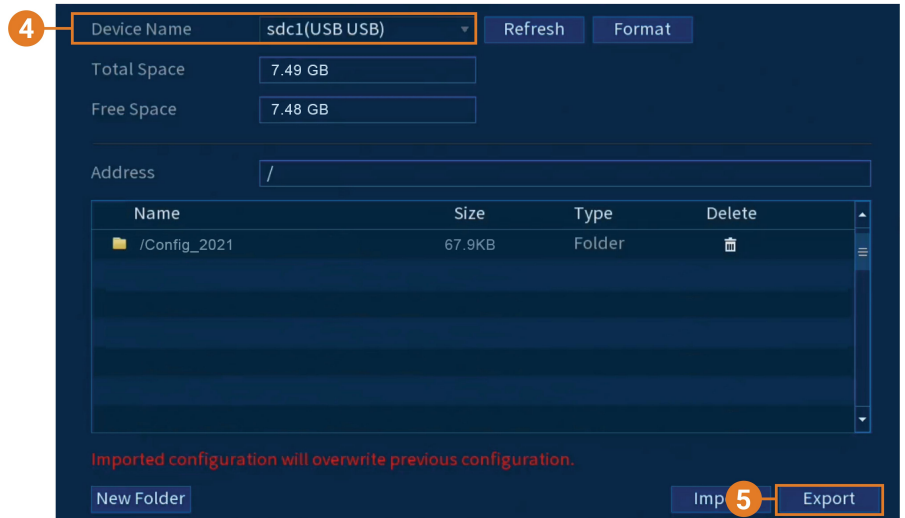 4 Device Name sdc1(USB USB) Refresh Format
Total Space 7.49 GB
Free Space 7.48 GB
Address /
Name Size Type Delete
/Config_2021 67.9KB Folder
Imported configuration will overwrite previous configuration.
New Folder Imp 5 Export